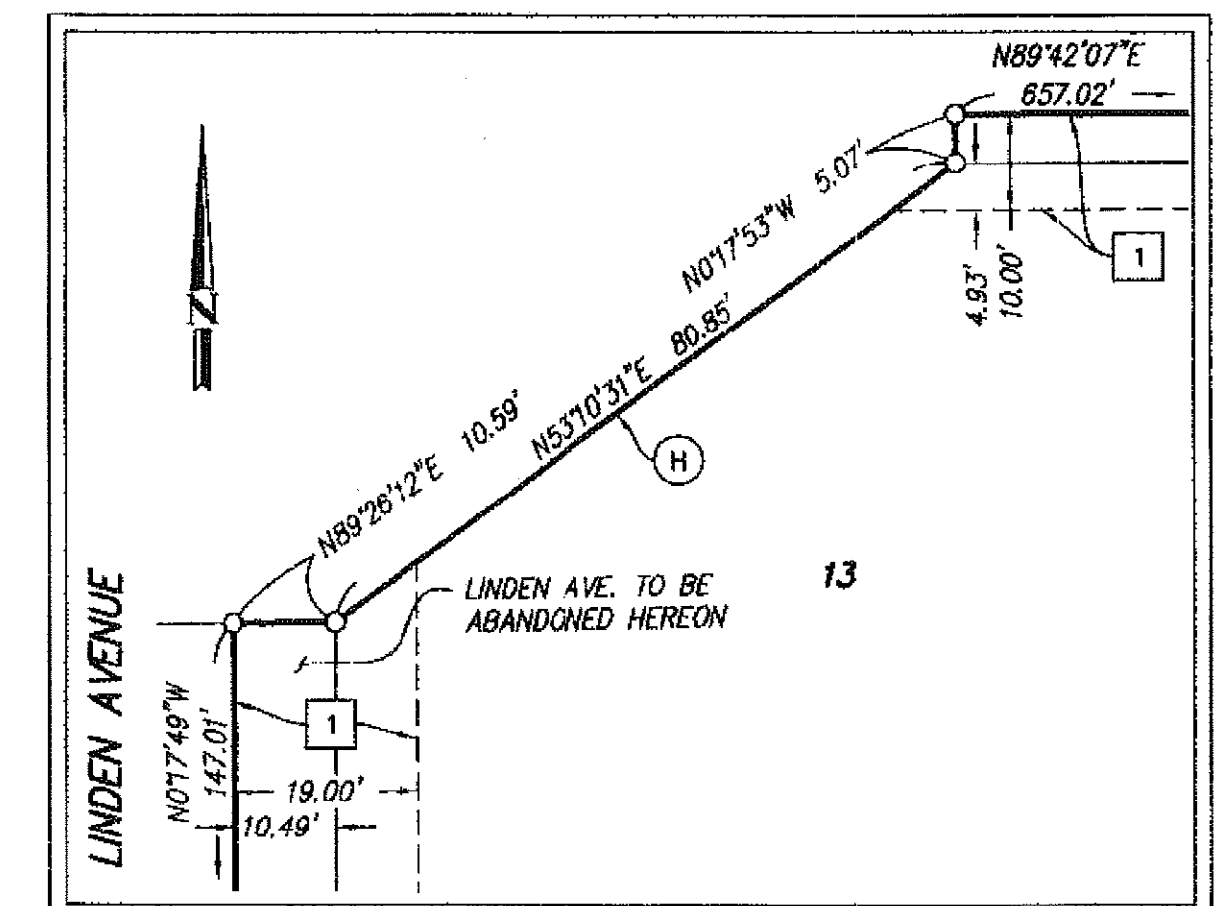 N89°42'07"E
657.02'
N0°17'53"W 5.07'
1
4.93'
10.00'
N53°10'31"E 80.85'
H
N89°26'12"E 10.59'
N
13
LINDEN AVE. TO BE
ABANDONED HEREON
LINDEN AVENUE
N0°17'49"W
147.01'
1
19.00'
10.49'